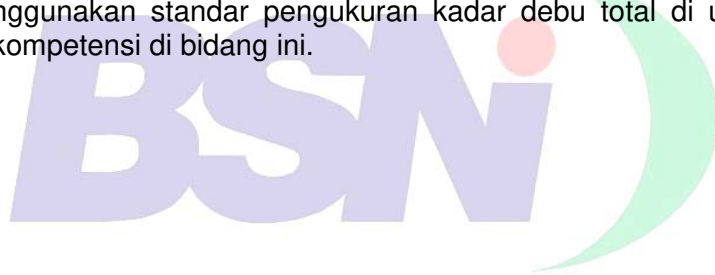 nggunakan standar pengukuran kadar debu total di u
kompetensi di bidang ini.
BSN